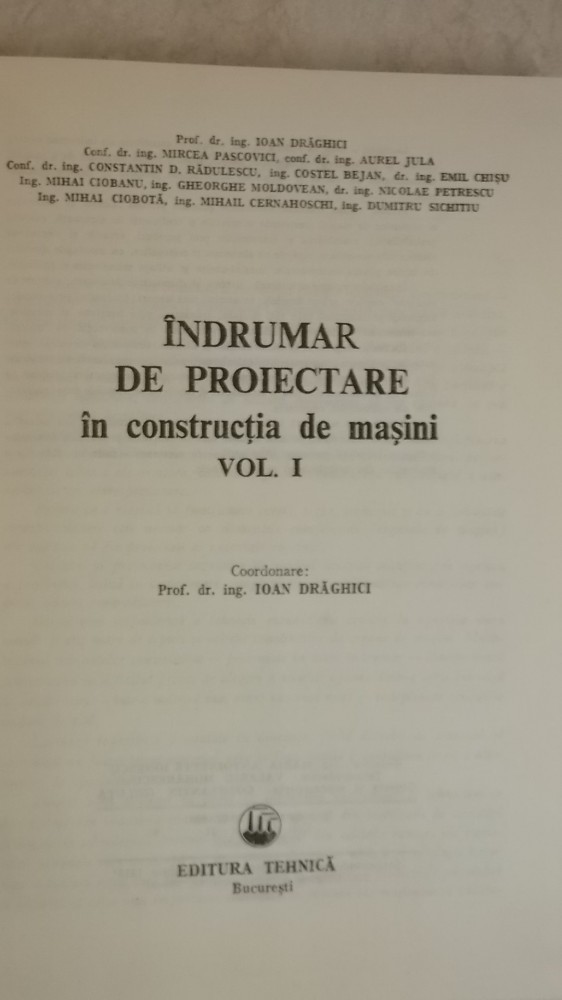 Prof. dr. ing. IOAN DRĂGHICI
Conf. dr. ing. MIRCEA PASCOVICI, conf. dr. ing. AUREL JULA
Conf. dr. ing. CONSTANTIN D. RĂDULESCU, ing. COSTEL BEJAN, dr. ing. EMIL CHIȘU
Ing. MIHAI CIOBANU, ing. GHEORGHE MOLDOVEAN, dr. ing. NICOLAE PETRESCU
Ing. MIHAI CIOBOTĂ, ing. MIHAIL CERNAHOSCHI, ing. DUMITRU SICHITIU
ÎNDRUMAR
DE PROIECTARE
în construcția de mașini
VOL. I
Coordonare:
Prof. dr. ing. IOAN DRĂGHICI
EDITURA TEHNICĂ
București